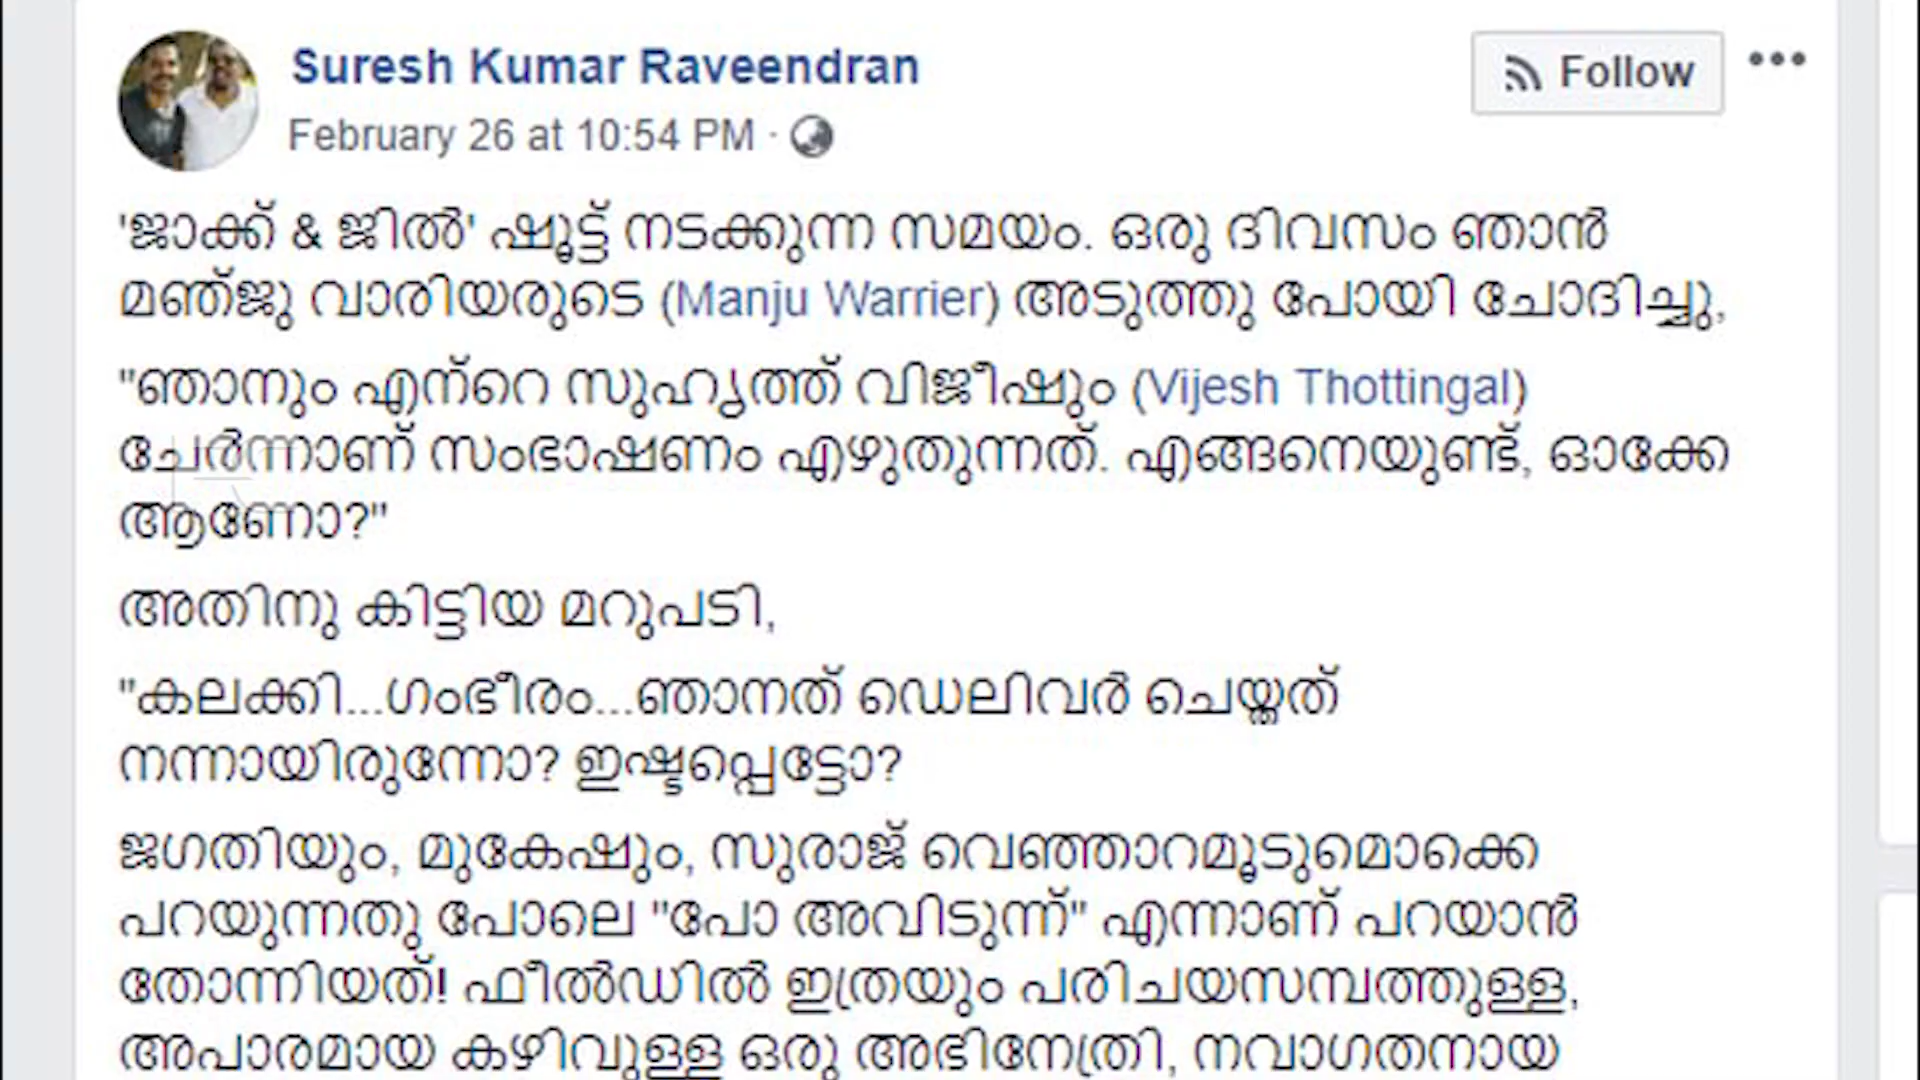 Suresh Kumar Raveendran
Follow
February 26 at 10:54 PM ·
'ജാക്ക് & ജിൽ' ഷൂട്ട് നടക്കുന്ന സമയം. ഒരു ദിവസം ഞാൻ
മഞ്ജു വാരിയരുടെ (Manju Warrier) അടുത്തു പോയി ചോദിച്ചു,
"ഞാനും എന്റെ സുഹൃത്ത് വിജീഷും (Vijesh Thottingal)
ചേർന്നാണ് സംഭാഷണം എഴുതുന്നത്. എങ്ങനെയുണ്ട്, ഓക്കേ
ആണോ?"
അതിനു കിട്ടിയ മറുപടി,
"കലക്കി...ഗംഭീരം...ഞാനത് ഡെലിവർ ചെയ്തത്
നന്നായിരുന്നോ? ഇഷ്ടപ്പെട്ടോ?
ജഗതിയും, മുകേഷും, സുരാജ് വെഞ്ഞാറമൂടുമൊക്കെ
പറയുന്നതു പോലെ "പോ അവിടുന്ന്" എന്നാണ് പറയാൻ
തോന്നിയത്! ഫീൽഡിൽ ഇത്രയും പരിചയസമ്പത്തുള്ള,
അപാരമായ കഴിവുള്ള ഒരു അഭിനേത്രി, നവാഗതനായ